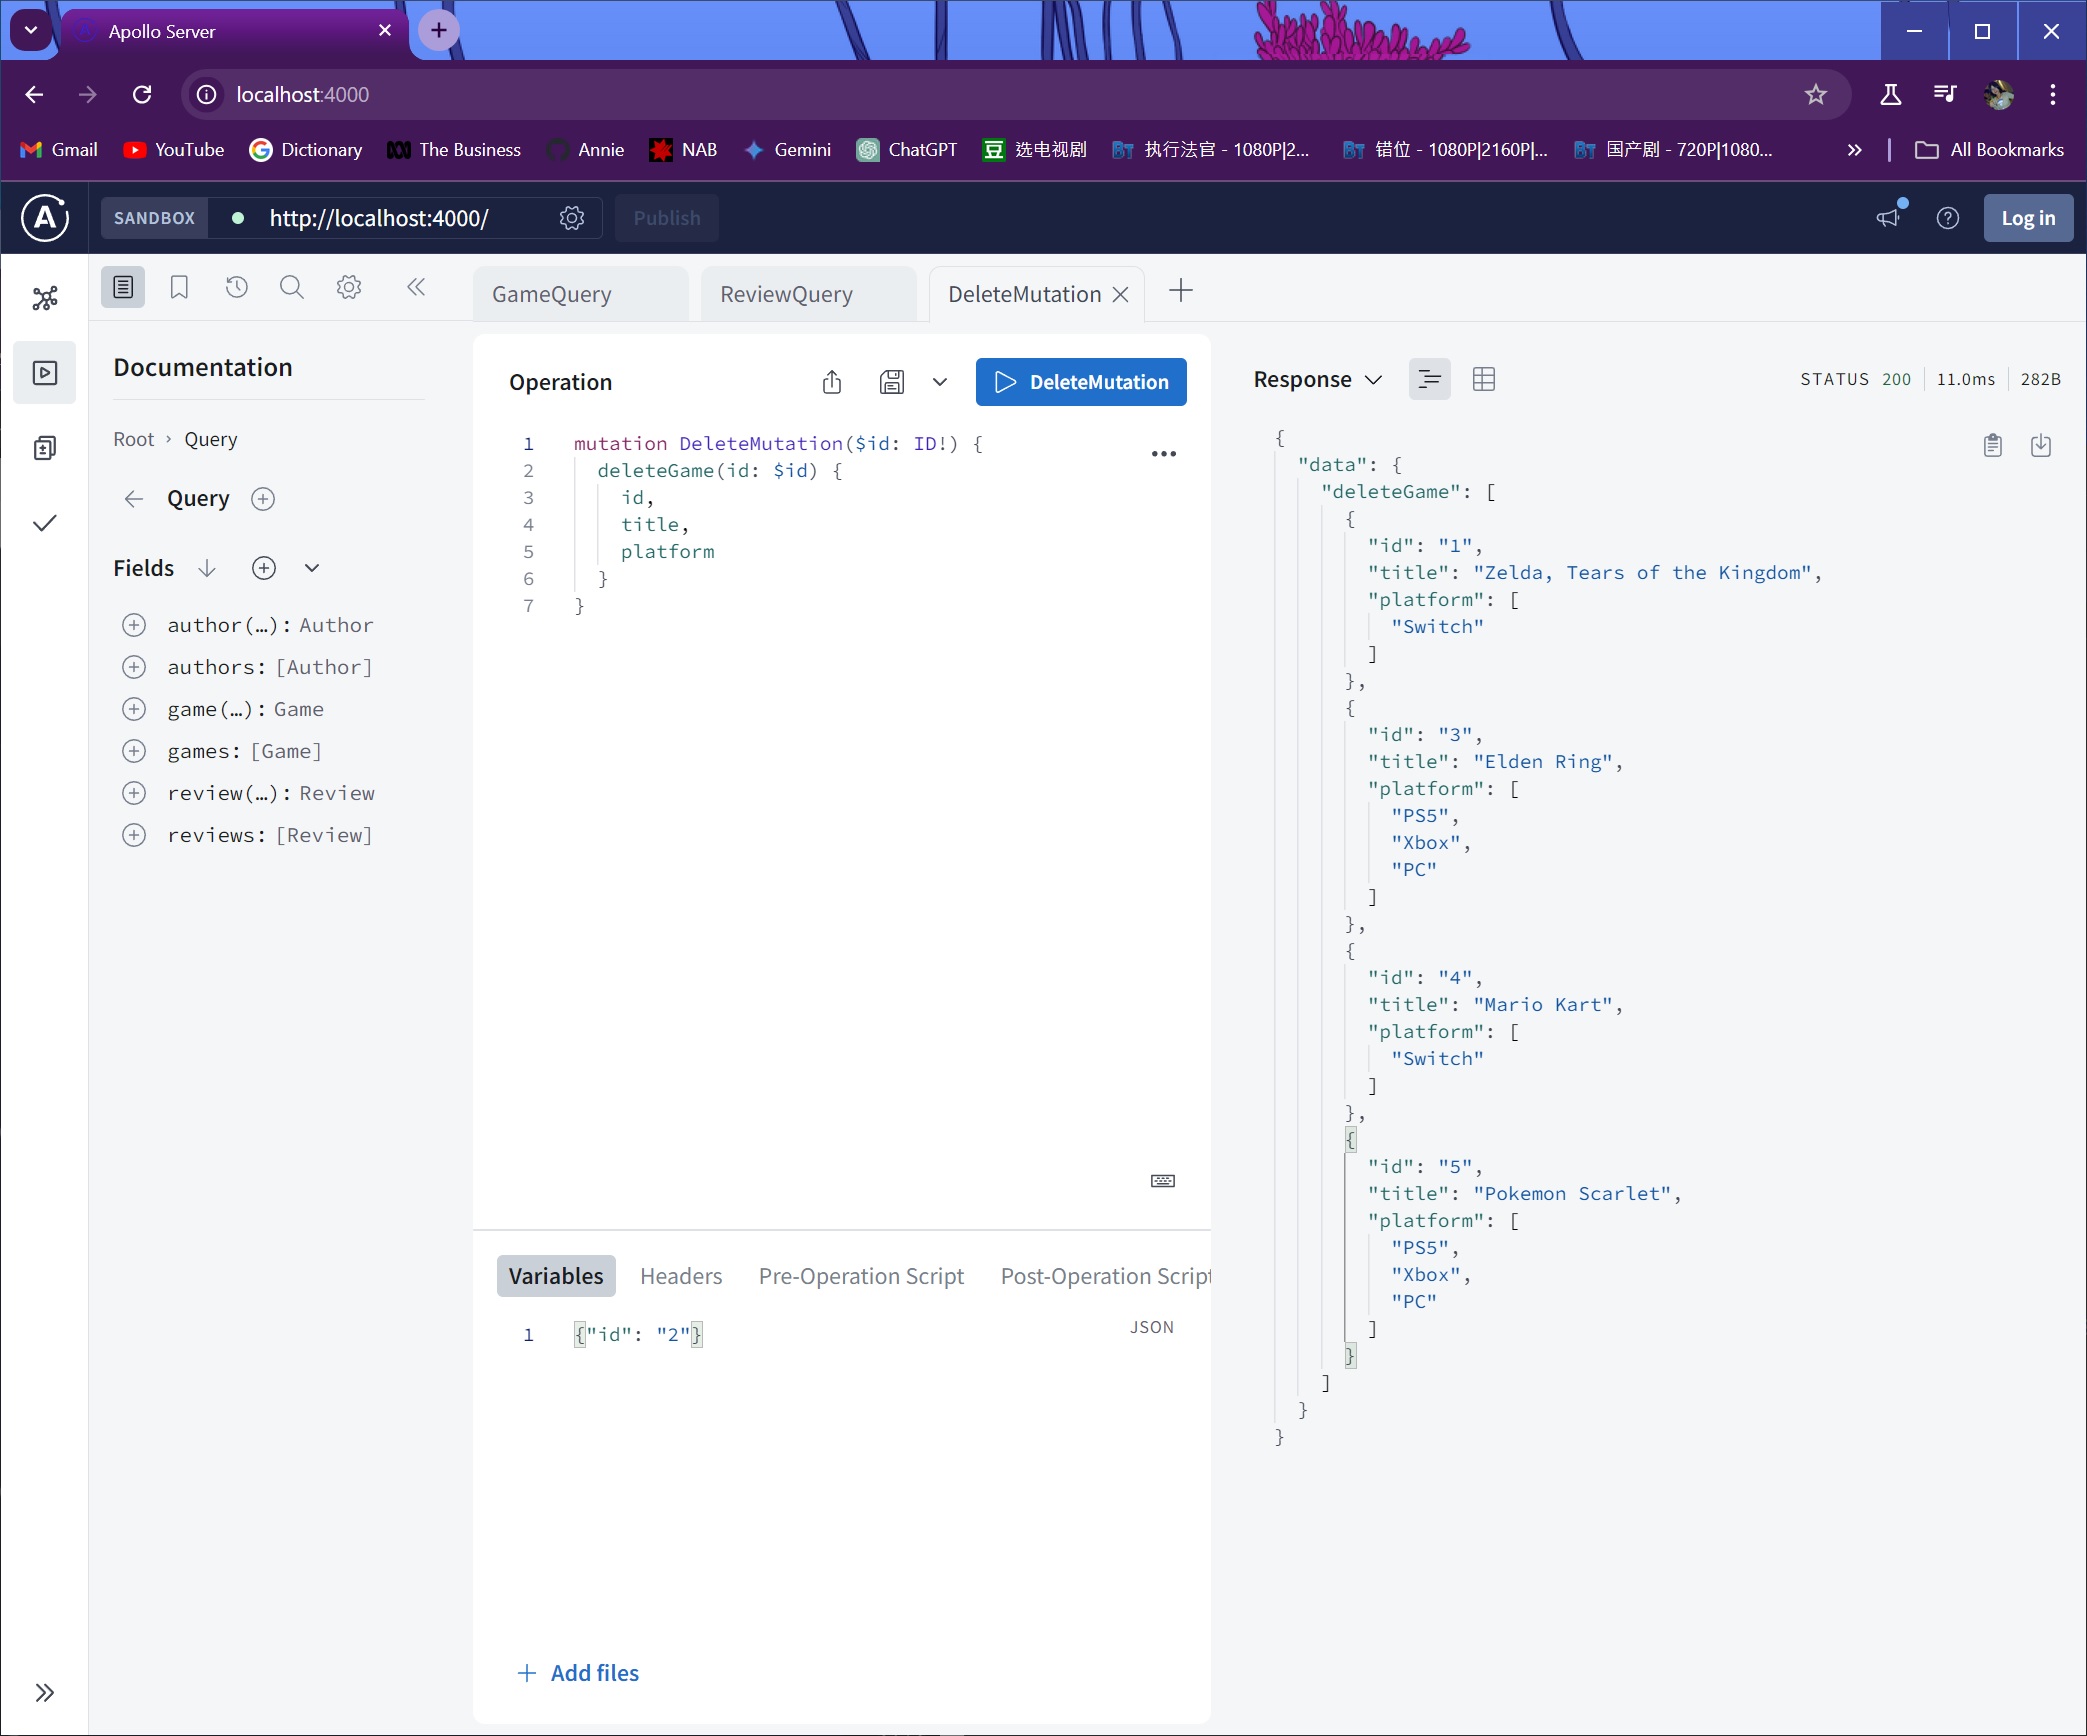 Apollo Server
localhost:4000
Gmail YouTube Dictionary The Business Annie NAB Gemini ChatGPT 选电视剧 执行法官 - 1080P|2... 错位 - 1080P|2160P|... 国产剧 - 720P|1080... All Bookmarks
SANDBOX http://localhost:4000/ Publish Log in
GameQuery ReviewQuery DeleteMutation
Documentation
Root › Query
Query
Fields
author(…): Author
authors: [Author]
game(…): Game
games: [Game]
review(…): Review
reviews: [Review]
Operation DeleteMutation
1 mutation DeleteMutation($id: ID!) {
2 deleteGame(id: $id) {
3 id,
4 title,
5 platform
6 }
7 }
Variables Headers Pre-Operation Script Post-Operation Script
1 {"id": "2"}
JSON
Add files
Response STATUS 200 11.0ms 282B
{
"data": {
"deleteGame": [
{
"id": "1",
"title": "Zelda, Tears of the Kingdom",
"platform": [
"Switch"
]
},
{
"id": "3",
"title": "Elden Ring",
"platform": [
"PS5",
"Xbox",
"PC"
]
},
{
"id": "4",
"title": "Mario Kart",
"platform": [
"Switch"
]
},
{
"id": "5",
"title": "Pokemon Scarlet",
"platform": [
"PS5",
"Xbox",
"PC"
]
}
]
}
}